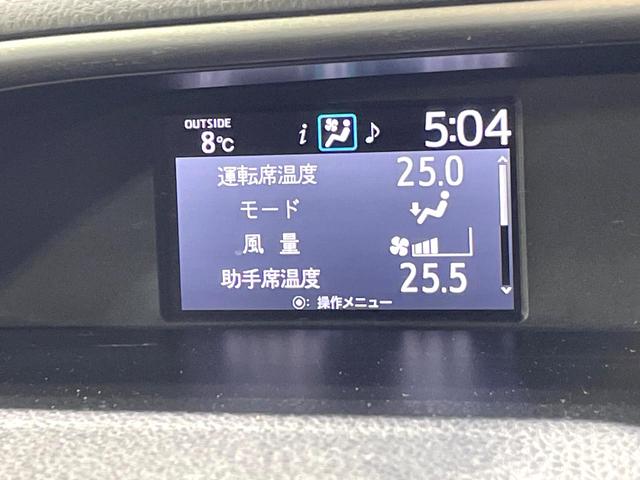 OUTSIDE
8℃
i ♪ 5:04
運転席温度 25.0
モード
風量
助手席温度 25.5
◉: 操作メニュー